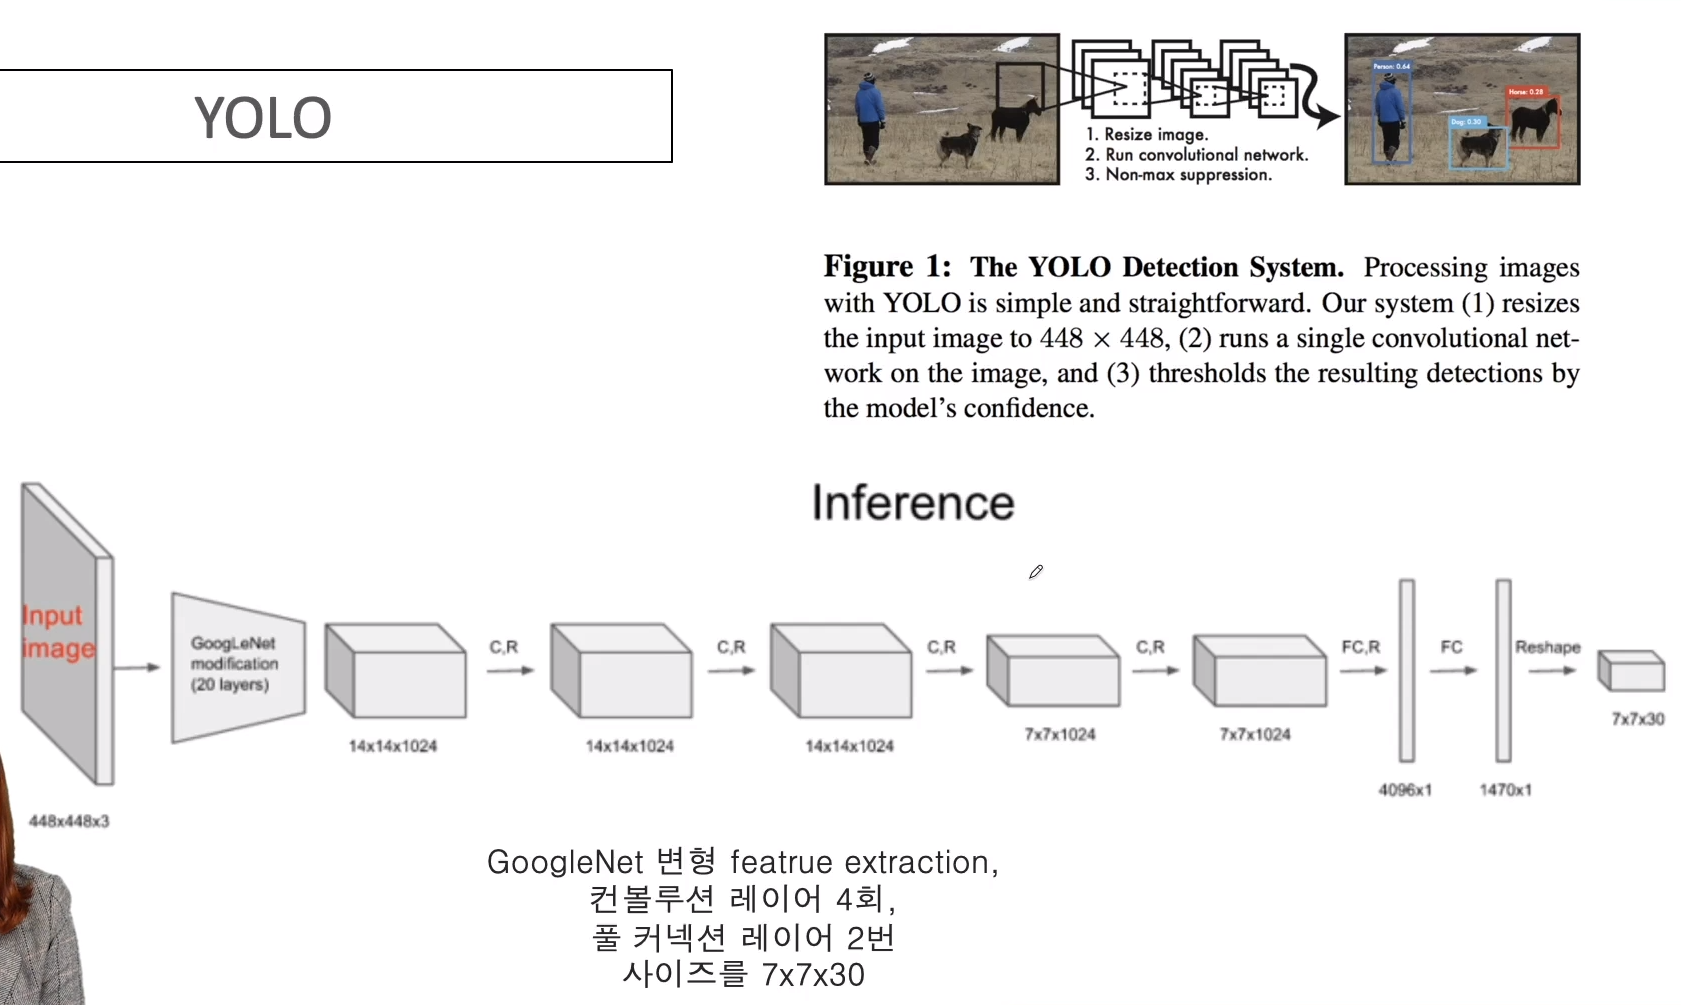 YOLO
Person: 0.64
Horse: 0.28
Dog: 0.30
1. Resize image.
2. Run convolutional network.
3. Non-max suppression.
Figure 1: The YOLO Detection System. Processing images
with YOLO is simple and straightforward. Our system (1) resizes
the input image to 448 × 448, (2) runs a single convolutional net-
work on the image, and (3) thresholds the resulting detections by
the model's confidence.
Inference
Input
image
448x448x3
GoogLeNet
modification
(20 layers)
14x14x1024
C,R
14x14x1024
C,R
14x14x1024
C,R
7x7x1024
C,R
7x7x1024
FC,R
4096x1
FC
1470x1
Reshape
7x7x30
GoogleNet 변형 featrue extraction,
컨볼루션 레이어 4회,
풀 커넥션 레이어 2번
사이즈를 7x7x30